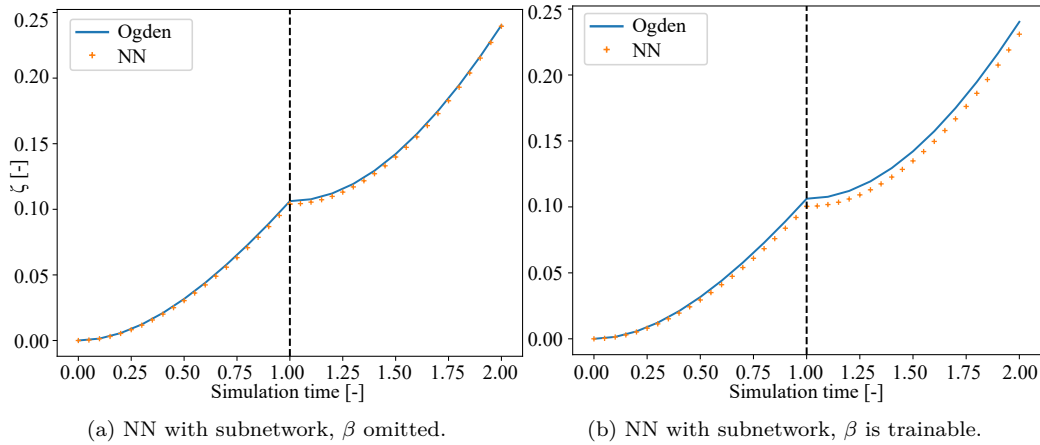 Ogden
NN
ζ [-]
0.25
0.20
0.15
0.10
0.05
0.00
0.00 0.25 0.50 0.75 1.00 1.25 1.50 1.75 2.00
Simulation time [-]
(a) NN with subnetwork, β omitted.
Ogden
NN
0.25
0.20
0.15
0.10
0.05
0.00
0.00 0.25 0.50 0.75 1.00 1.25 1.50 1.75 2.00
Simulation time [-]
(b) NN with subnetwork, β is trainable.